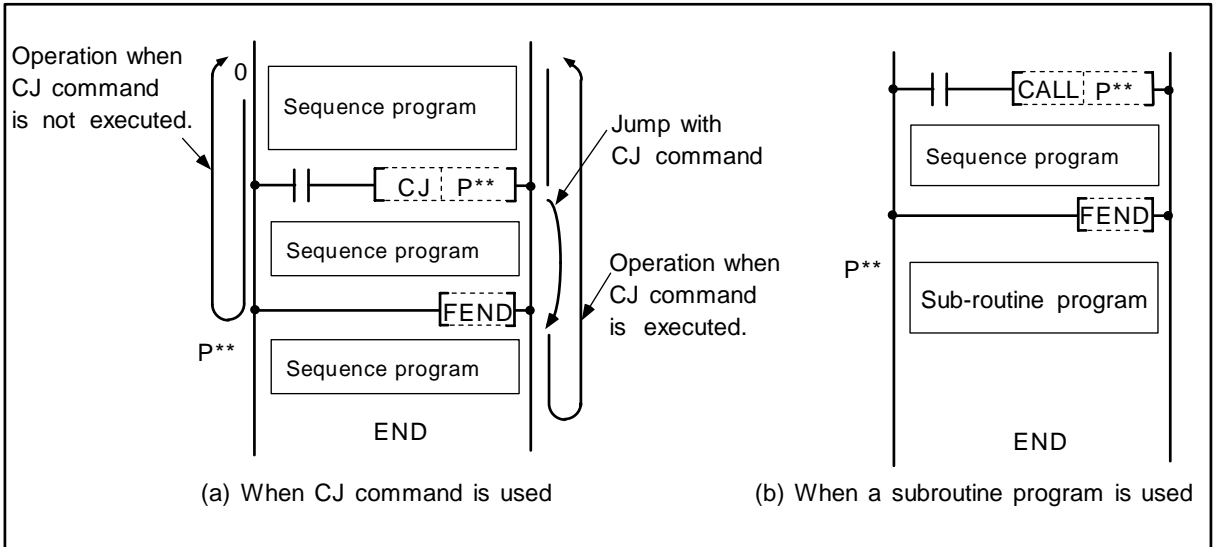 Operation when
CJ command
is not executed.
0
Sequence program
CJ P**
Jump with
CJ command
Sequence program
Operation when
CJ command
is executed.
FEND
P**
Sequence program
END
(a) When CJ command is used
CALL P**
Sequence program
FEND
P**
Sub-routine program
END
(b) When a subroutine program is used